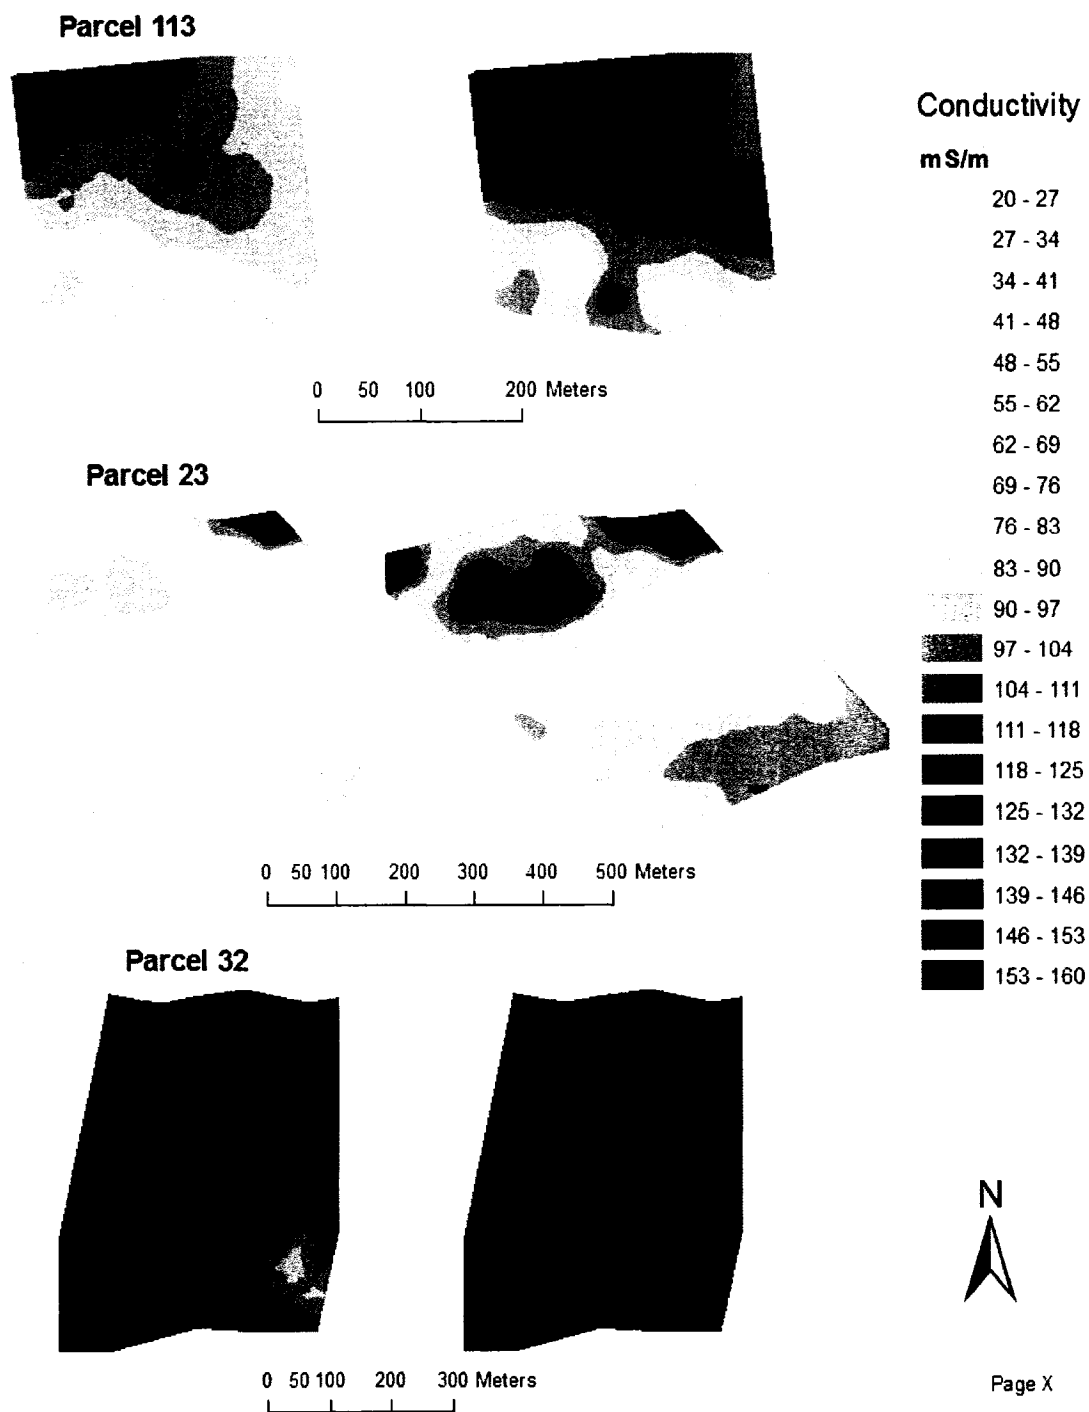 Parcel 113
Conductivity
mS/m
20 - 27
27 - 34
34 - 41
41 - 48
48 - 55
55 - 62
62 - 69
69 - 76
76 - 83
83 - 90
90 - 97
97 - 104
104 - 111
111 - 118
118 - 125
125 - 132
132 - 139
139 - 146
146 - 153
153 - 160
0 50 100 200 Meters
Parcel 23
0 50 100 200 300 400 500 Meters
Parcel 32
N
0 50 100 200 300 Meters
Page X